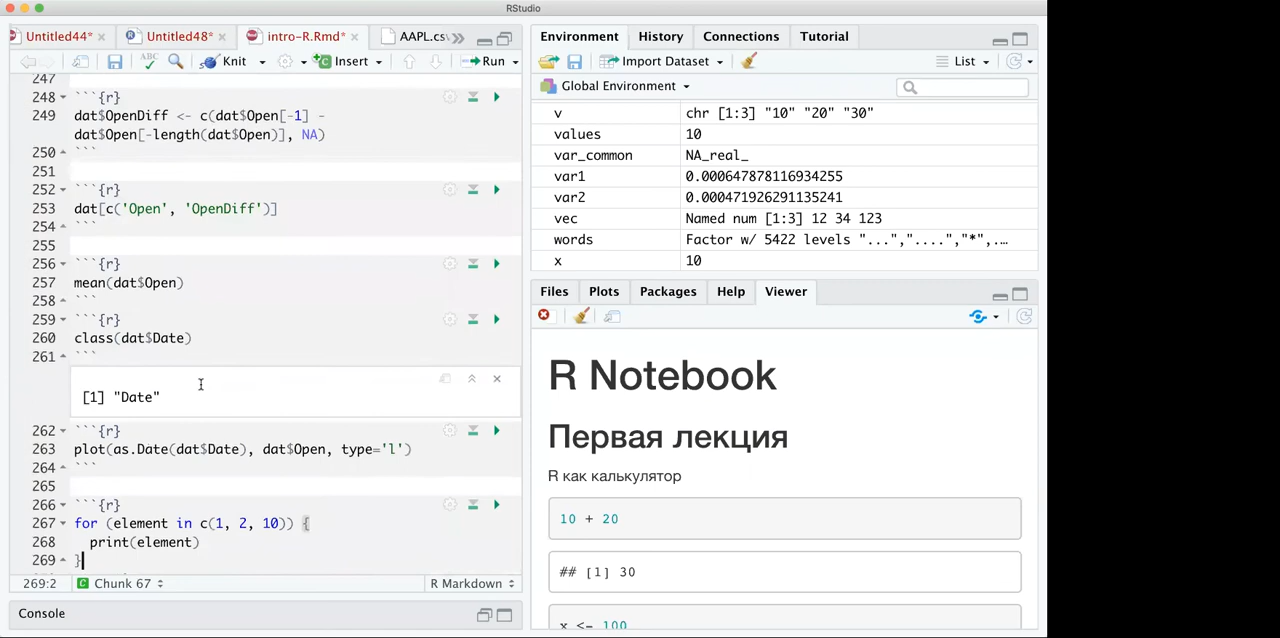 RStudio
Untitled44*
Untitled48*
intro-R.Rmd*
AAPL.cs
ABC
Knit
Insert
Run
247
248 ```{r}
249 dat$OpenDiff <- c(dat$Open[-1] -
dat$Open[-length(dat$Open)], NA)
250 ```
251
252 ```{r}
253 dat[c('Open', 'OpenDiff')]
254 ```
255
256 ```{r}
257 mean(dat$Open)
258 ```
259 ```{r}
260 class(dat$Date)
261 ```
[1] "Date"
262 ```{r}
263 plot(as.Date(dat$Date), dat$Open, type='l')
264 ```
265
266 ```{r}
267 for (element in c(1, 2, 10)) {
268 print(element)
269 }
269:2
C Chunk 67
R Markdown
Console
Environment
History
Connections
Tutorial
Import Dataset
List
Global Environment
v chr [1:3] "10" "20" "30"
values 10
var_common NA_real_
var1 0.000647878116934255
var2 0.000471926291135241
vec Named num [1:3] 12 34 123
words Factor w/ 5422 levels "...","....","*",.…
x 10
Files
Plots
Packages
Help
Viewer
R Notebook
Первая лекция
R как калькулятор
10 + 20
## [1] 30
x <- 100